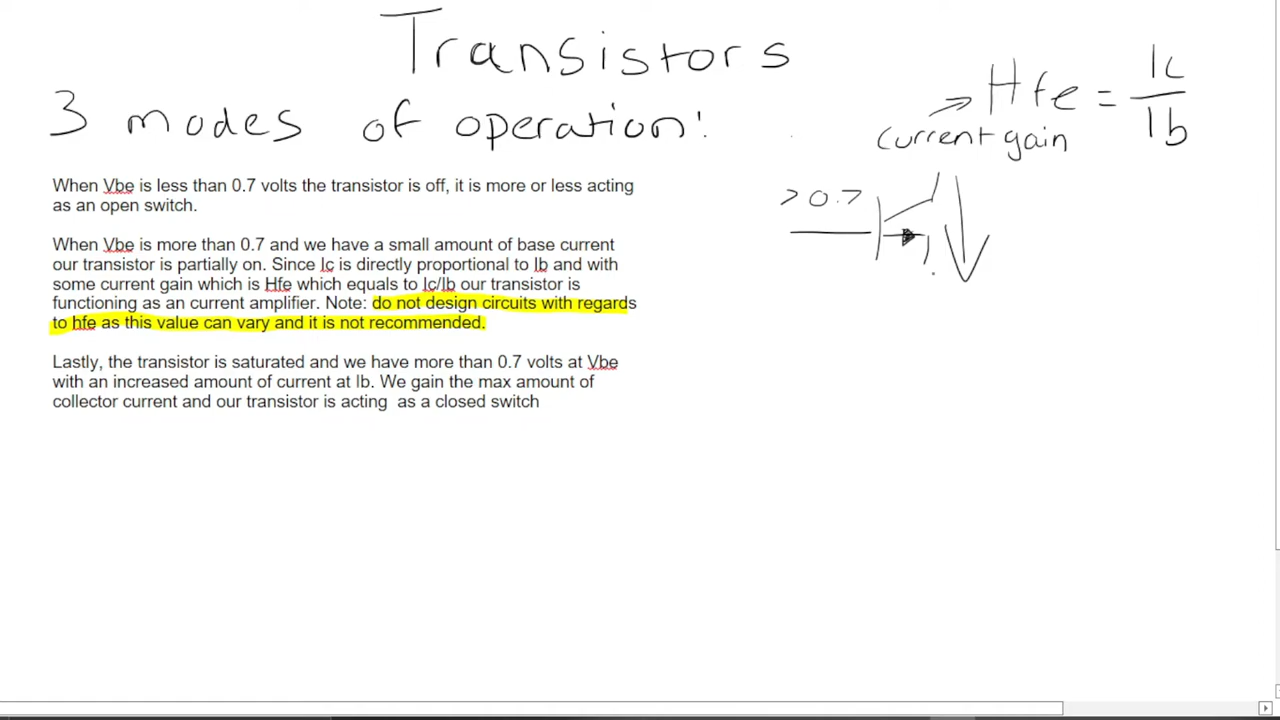 Transistors
3 modes of operation:
Hfe = Ic
Ib
current gain
> 0.7
When Vbe is less than 0.7 volts the transistor is off, it is more or less acting
as an open switch.
When Vbe is more than 0.7 and we have a small amount of base current
our transistor is partially on. Since Ic is directly proportional to Ib and with
some current gain which is Hfe which equals to Ic/Ib our transistor is
functioning as an current amplifier. Note: do not design circuits with regards
to hfe as this value can vary and it is not recommended.
Lastly, the transistor is saturated and we have more than 0.7 volts at Vbe
with an increased amount of current at Ib. We gain the max amount of
collector current and our transistor is acting as a closed switch